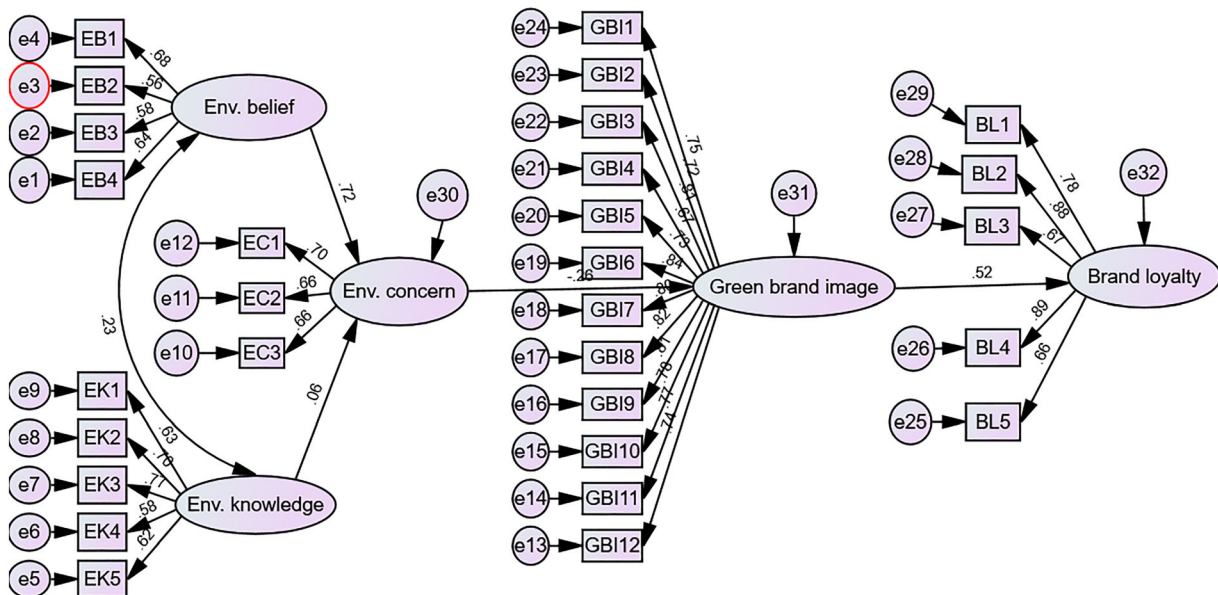 e4 EB1 .68
e3 EB2 .56
e2 EB3 .58
e1 EB4 .64
Env. belief
.72
.23
e30
e12 EC1 .70
e11 EC2 .66
e10 EC3 .66
Env. concern
.06
e9 EK1 .63
e8 EK2 .70
e7 EK3 .77
e6 EK4 .58
e5 EK5 .62
Env. knowledge
-.26
e24 GBI1 .75
e23 GBI2 .72
e22 GBI3 .81
e21 GBI4 .67
e20 GBI5 .73
e19 GBI6 .84
e18 GBI7
e17 GBI8 .82
e16 GBI9 .81
e15 GBI10 .78
e14 GBI11 .77
e13 GBI12 .74
e31
Green brand image
.52
e29 BL1 .78
e28 BL2 .88
e27 BL3 .67
e26 BL4 .89
e25 BL5 .66
e32
Brand loyalty